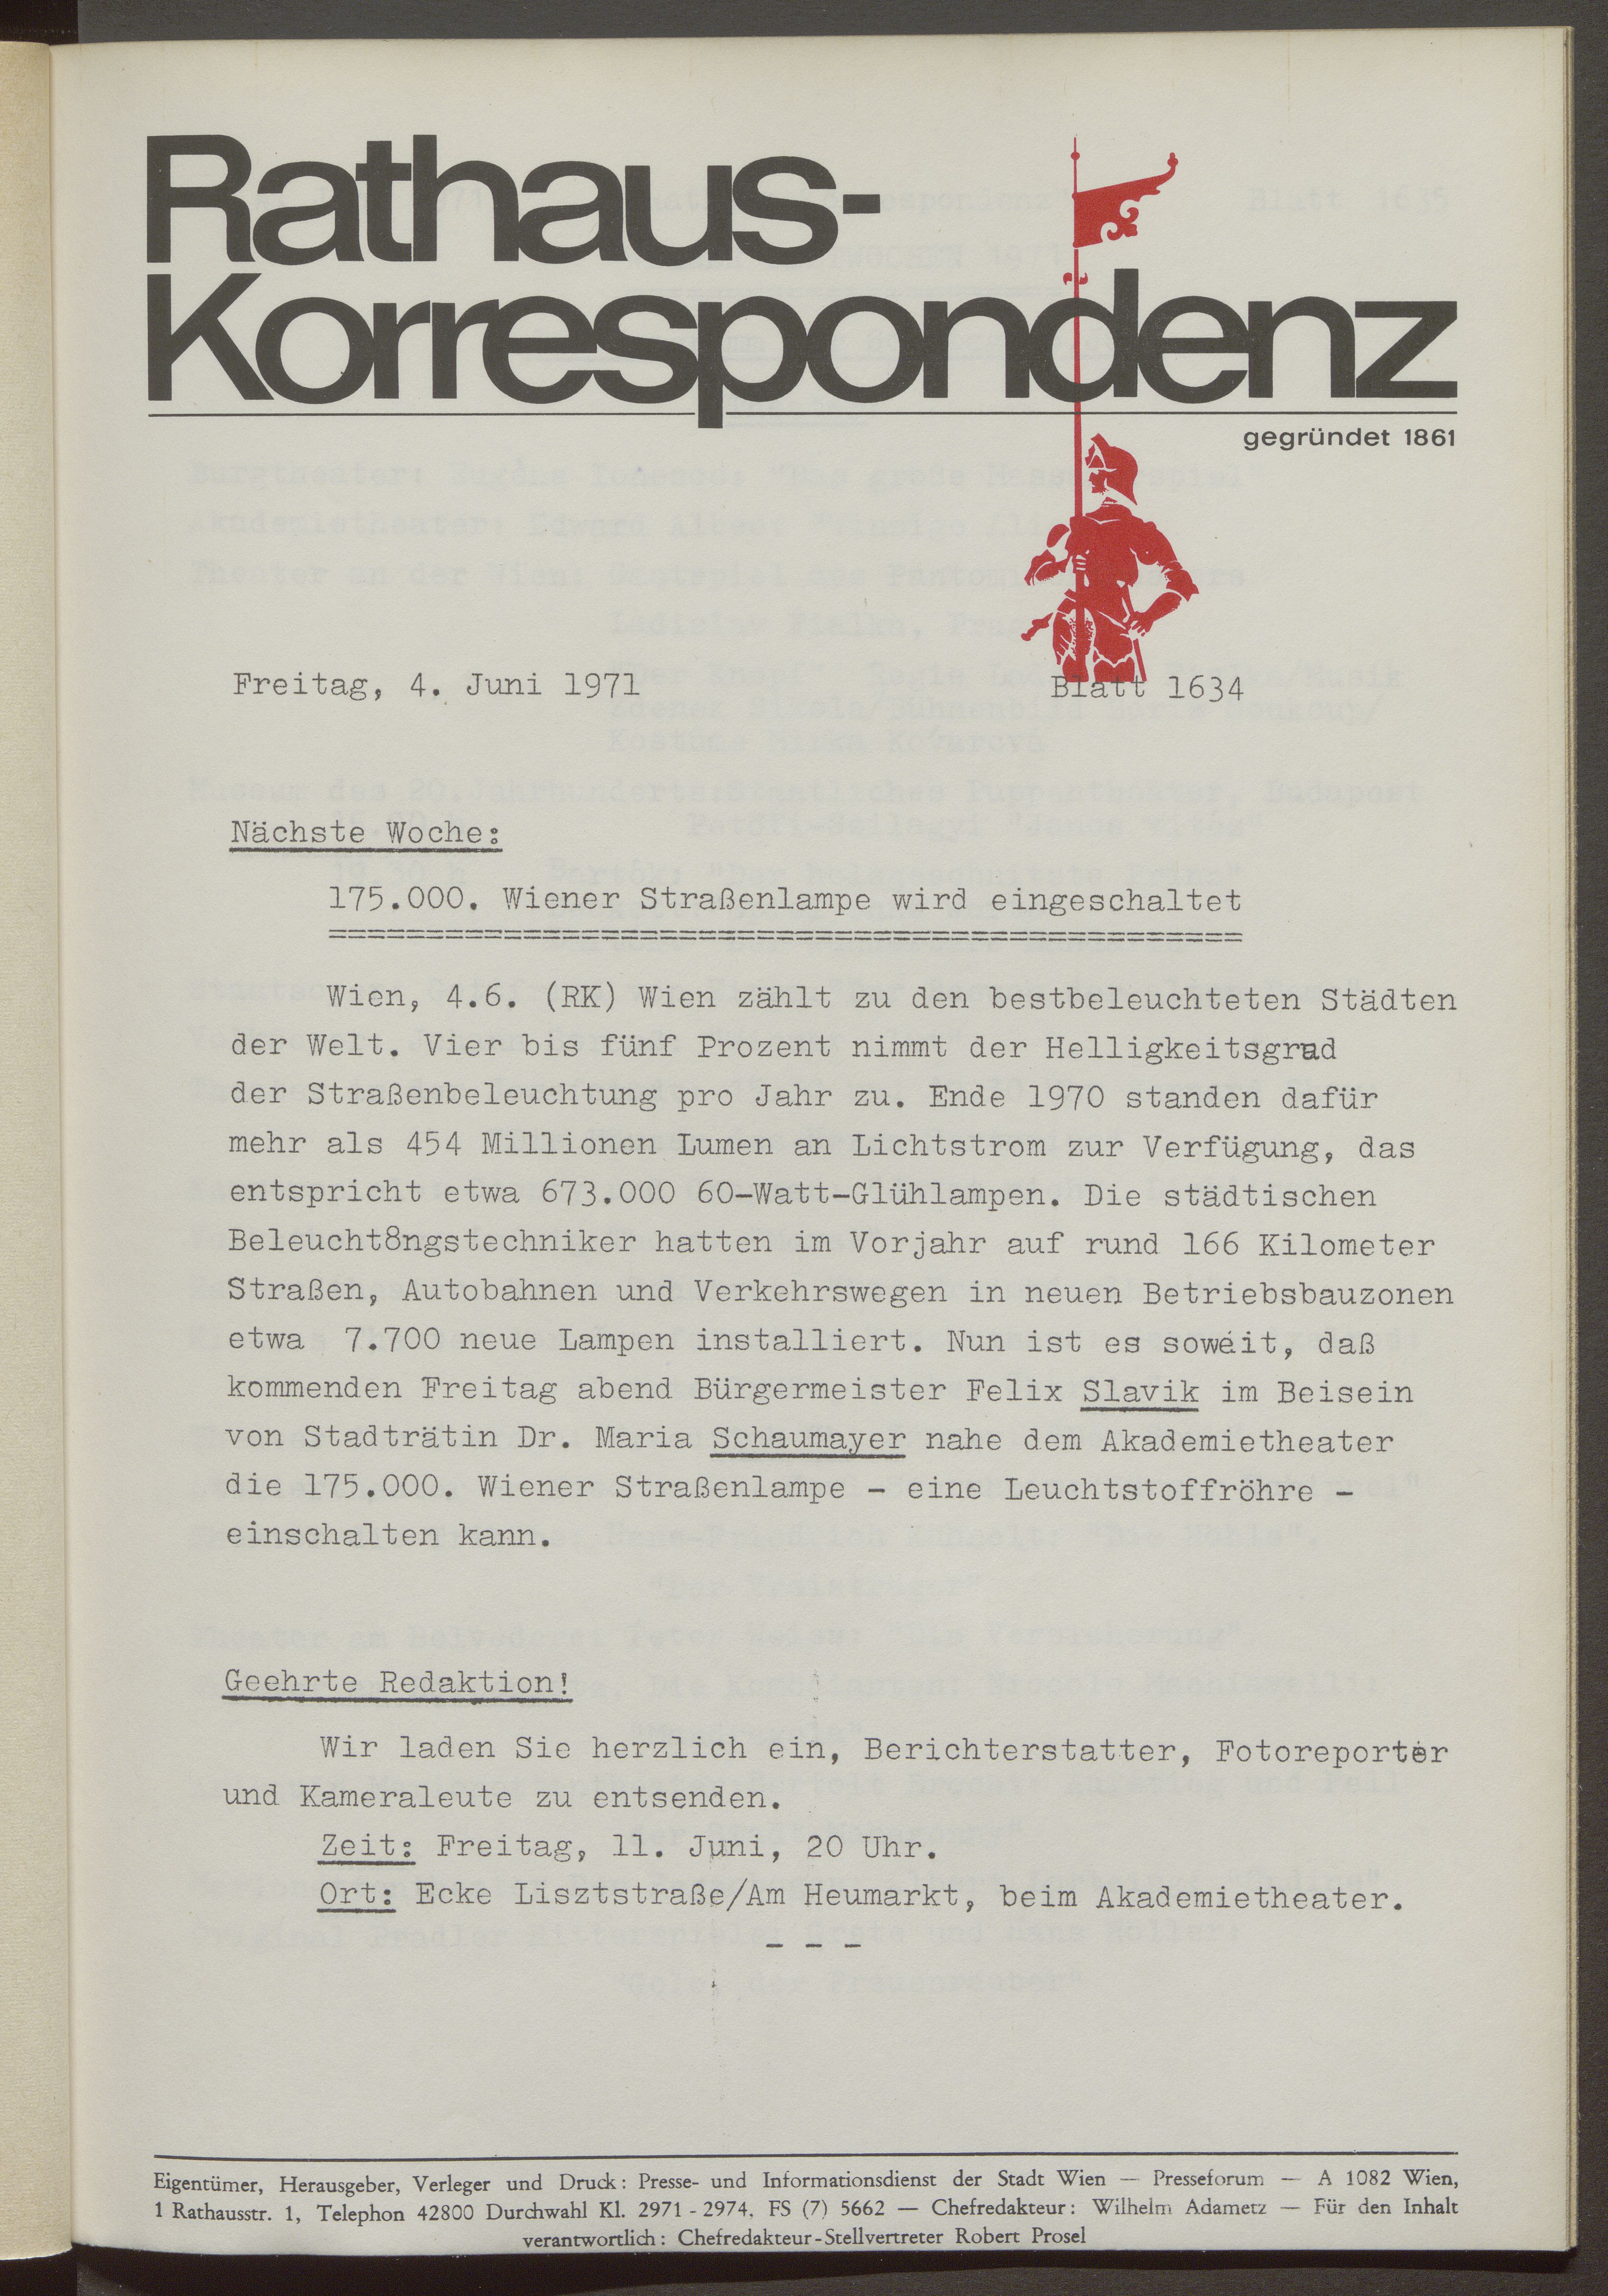 Rathaus-
Korrespondenz
gegründet 1861
Freitag, 4. Juni 1971 Blatt 1634
Nächste Woche:
175.000. Wiener Straßenlampe wird eingeschaltet
===============================================
Wien, 4.6. (RK) Wien zählt zu den bestbeleuchteten Städten
der Welt. Vier bis fünf Prozent nimmt der Helligkeitsgrad
der Straßenbeleuchtung pro Jahr zu. Ende 1970 standen dafür
mehr als 454 Millionen Lumen an Lichtstrom zur Verfügung, das
entspricht etwa 673.000 60-Watt-Glühlampen. Die städtischen
Beleucht8ngstechniker hatten im Vorjahr auf rund 166 Kilometer
Straßen, Autobahnen und Verkehrswegen in neuen Betriebsbauzonen
etwa 7.700 neue Lampen installiert. Nun ist es soweit, daß
kommenden Freitag abend Bürgermeister Felix Slavik im Beisein
von Stadträtin Dr. Maria Schaumayer nahe dem Akademietheater
die 175.000. Wiener Straßenlampe - eine Leuchtstoffröhre -
einschalten kann.
Geehrte Redaktion!
Wir laden Sie herzlich ein, Berichterstatter, Fotoreporter
und Kameraleute zu entsenden.
Zeit: Freitag, 11. Juni, 20 Uhr.
Ort: Ecke Lisztstraße/Am Heumarkt, beim Akademietheater.
- - -
Eigentümer, Herausgeber, Verleger und Druck: Presse- und Informationsdienst der Stadt Wien — Presseforum — A 1082 Wien,
1 Rathausstr. 1, Telephon 42800 Durchwahl Kl. 2971 - 2974, FS (7) 5662 — Chefredakteur: Wilhelm Adametz — Für den Inhalt
verantwortlich: Chefredakteur-Stellvertreter Robert Prosel